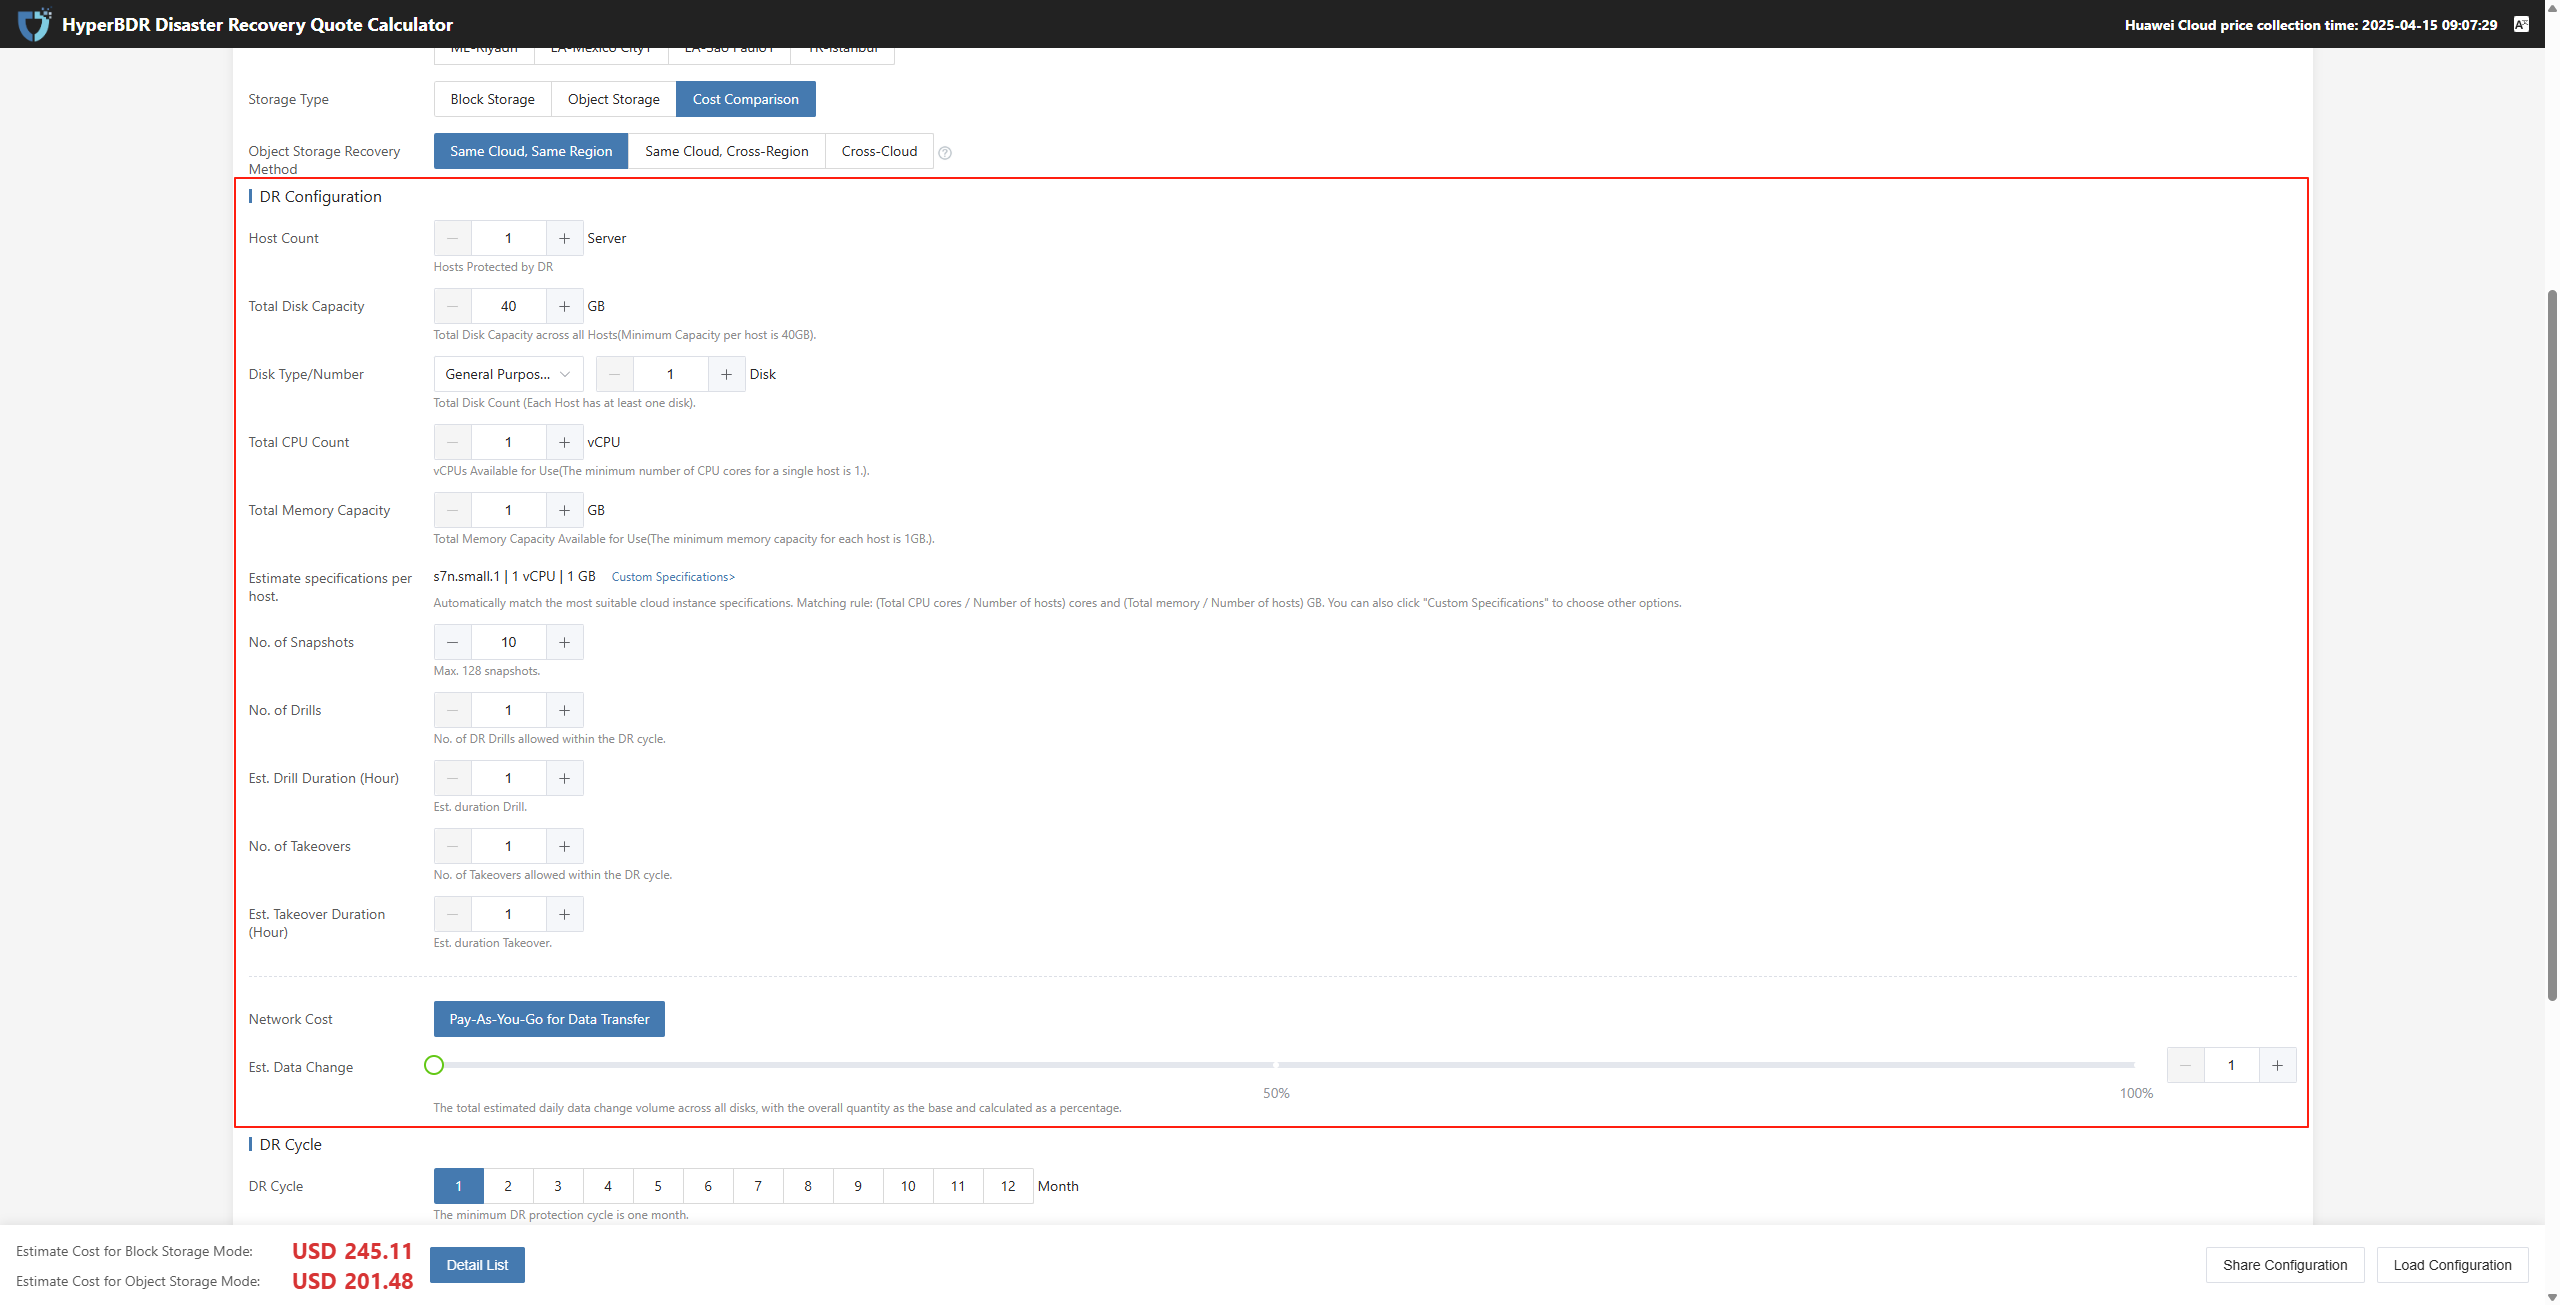 HyperBDR Disaster Recovery Quote Calculator
Huawei Cloud price collection time: 2025-04-15 09:07:29
ME-Riyadh LA-Mexico City1 LA-Sao Paulo1 TR-Istanbul
Storage Type
Block Storage Object Storage Cost Comparison
Object Storage Recovery Method
Same Cloud, Same Region Same Cloud, Cross-Region Cross-Cloud
DR Configuration
Host Count
1 Server
Hosts Protected by DR
Total Disk Capacity
40 GB
Total Disk Capacity across all Hosts(Minimum Capacity per host is 40GB).
Disk Type/Number
General Purpos... 1 Disk
Total Disk Count (Each Host has at least one disk).
Total CPU Count
1 vCPU
vCPUs Available for Use(The minimum number of CPU cores for a single host is 1.).
Total Memory Capacity
1 GB
Total Memory Capacity Available for Use(The minimum memory capacity for each host is 1GB.).
Estimate specifications per host.
s7n.small.1 | 1 vCPU | 1 GB Custom Specifications>
Automatically match the most suitable cloud instance specifications. Matching rule: (Total CPU cores / Number of hosts) cores and (Total memory / Number of hosts) GB. You can also click "Custom Specifications" to choose other options.
No. of Snapshots
10
Max. 128 snapshots.
No. of Drills
1
No. of DR Drills allowed within the DR cycle.
Est. Drill Duration (Hour)
1
Est. duration Drill.
No. of Takeovers
1
No. of Takeovers allowed within the DR cycle.
Est. Takeover Duration (Hour)
1
Est. duration Takeover.
Network Cost
Pay-As-You-Go for Data Transfer
Est. Data Change
1
50% 100%
The total estimated daily data change volume across all disks, with the overall quantity as the base and calculated as a percentage.
DR Cycle
DR Cycle
1 2 3 4 5 6 7 8 9 10 11 12 Month
The minimum DR protection cycle is one month.
Estimate Cost for Block Storage Mode: USD 245.11
Estimate Cost for Object Storage Mode: USD 201.48
Detail List
Share Configuration Load Configuration